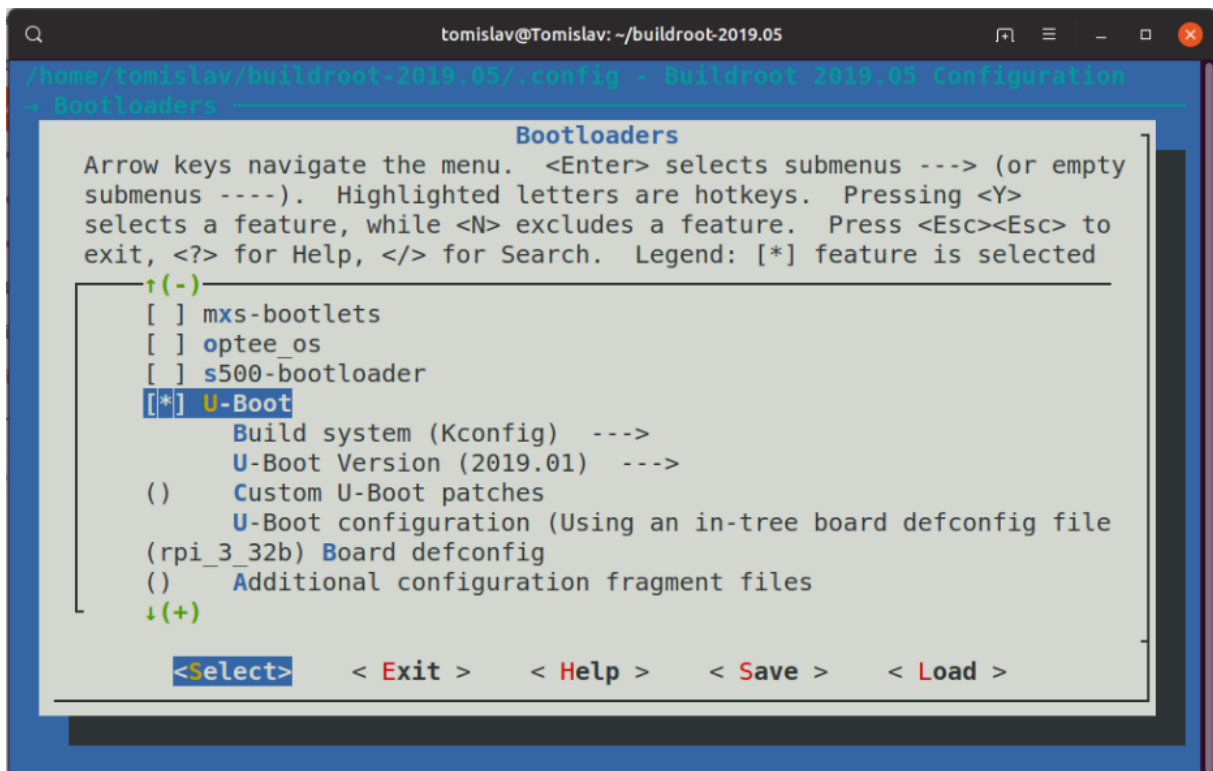 tomislav@Tomislav: ~/buildroot-2019.05
/home/tomislav/buildroot-2019.05/.config - Buildroot 2019.05 Configuration
→ Bootloaders
Bootloaders
Arrow keys navigate the menu.  <Enter> selects submenus ---> (or empty
submenus ----).  Highlighted letters are hotkeys.  Pressing <Y>
selects a feature, while <N> excludes a feature.  Press <Esc><Esc> to
exit, <?> for Help, </> for Search.  Legend: [*] feature is selected
↑(-)
[ ] mxs-bootlets
[ ] optee_os
[ ] s500-bootloader
[*] U-Boot
Build system (Kconfig)  --->
U-Boot Version (2019.01)  --->
()    Custom U-Boot patches
U-Boot configuration (Using an in-tree board defconfig file
(rpi_3_32b) Board defconfig
()    Additional configuration fragment files
↓(+)
<Select>    < Exit >    < Help >    < Save >    < Load >